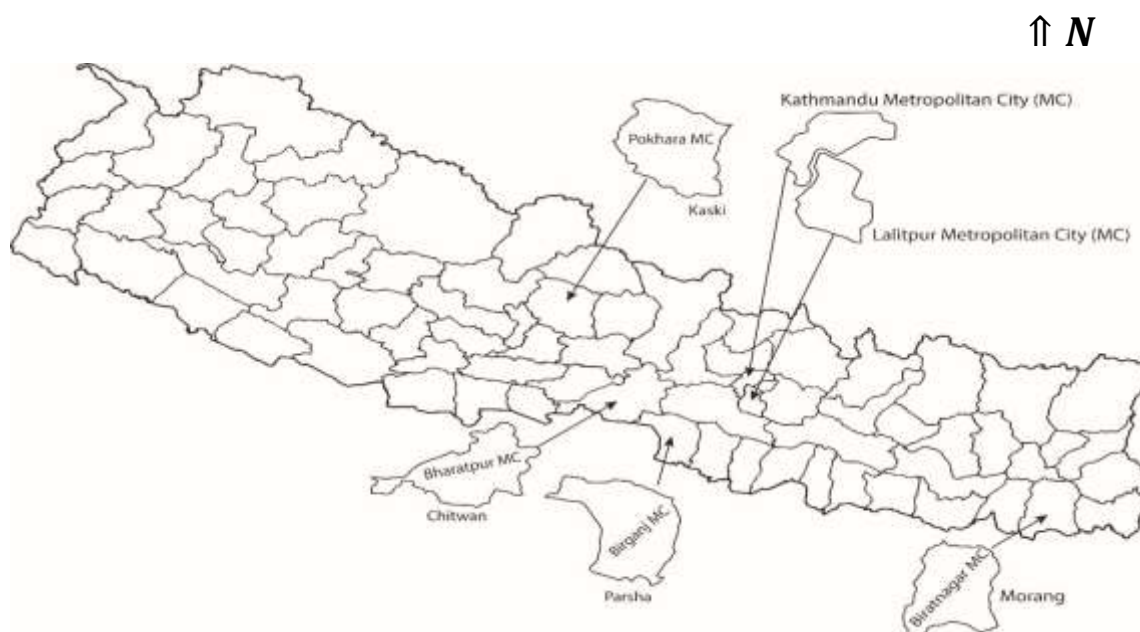 ⇑ N
Kathmandu Metropolitan City (MC)
Pokhara MC
Kaski
Lalitpur Metropolitan City (MC)
Bharatpur MC
Chitwan
Birganj MC
Parsha
Biratnagar MC
Morang